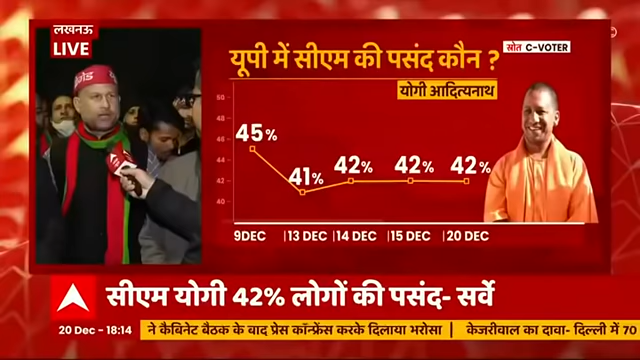 लखनऊ
LIVE
यूपी में सीएम की पसंद कौन ?
स्रोत C-VOTER
योगी आदित्यनाथ
50
48
46
44
42
40
45%
41%
42%
42%
42%
9DEC
13 DEC
14 DEC
15 DEC
20 DEC
सीएम योगी 42% लोगों की पसंद- सर्वे
20 Dec - 18:14
ने कैबिनेट बैठक के बाद प्रेस कॉन्फ्रेंस करके दिलाया भरोसा
केजरीवाल का दावा- दिल्ली में 70